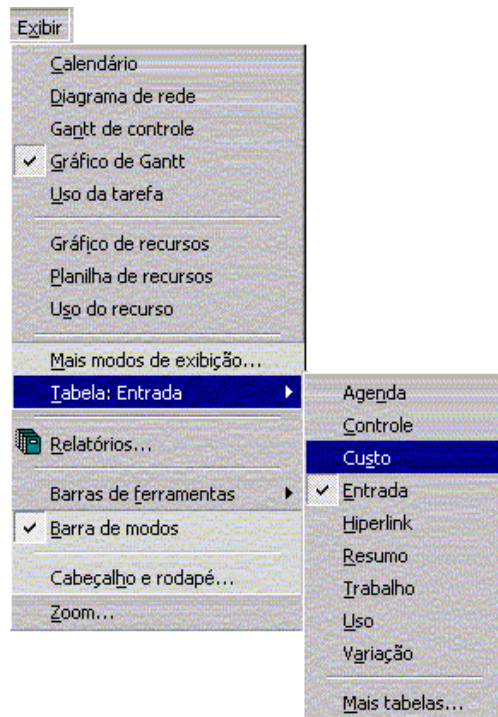 Exibir
Calendário
Diagrama de rede
Gantt de controle
Gráfico de Gantt
Uso da tarefa
Gráfico de recursos
Planilha de recursos
Uso do recurso
Mais modos de exibição...
Tabela: Entrada
Relatórios...
Barras de ferramentas
Barra de modos
Cabeçalho e rodapé...
Zoom...
Agenda
Controle
Custo
Entrada
Hiperlink
Resumo
Trabalho
Uso
Variação
Mais tabelas...